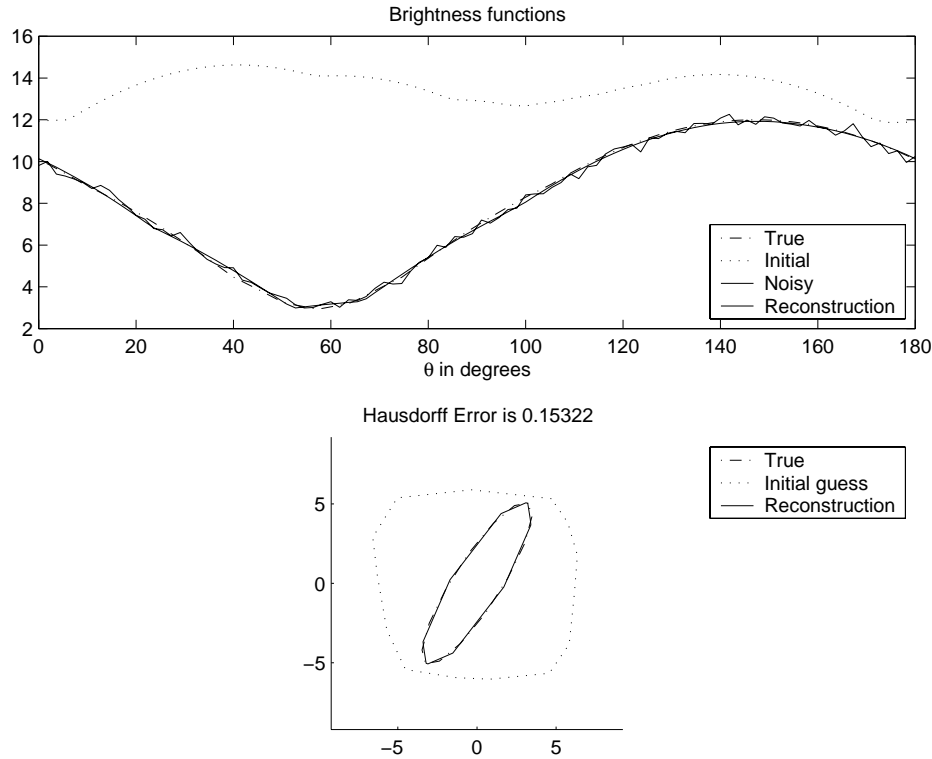 Brightness functions
16
14
12
10
8
6
4
2
0 20 40 60 80 100 120 140 160 180
θ in degrees
True
Initial
Noisy
Reconstruction
Hausdorff Error is 0.15322
5
0
−5
−5 0 5
True
Initial guess
Reconstruction